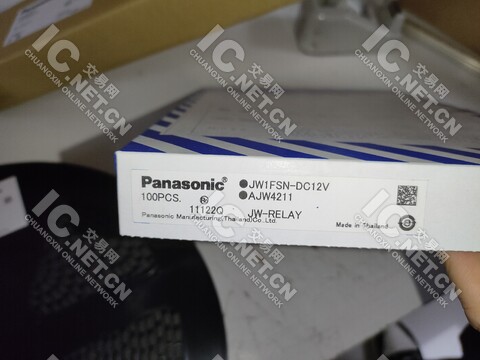 IC.交易网
IC.NET.CN
CHUANGXIN ONLINE NETWORK
Panasonic
●JW1FSN-DC12V
100PCS.
●AJW4211
11122Q
JW-RELAY
Panasonic Manufacturing(Thailand)Co.,Ltd.
Made in Thailand